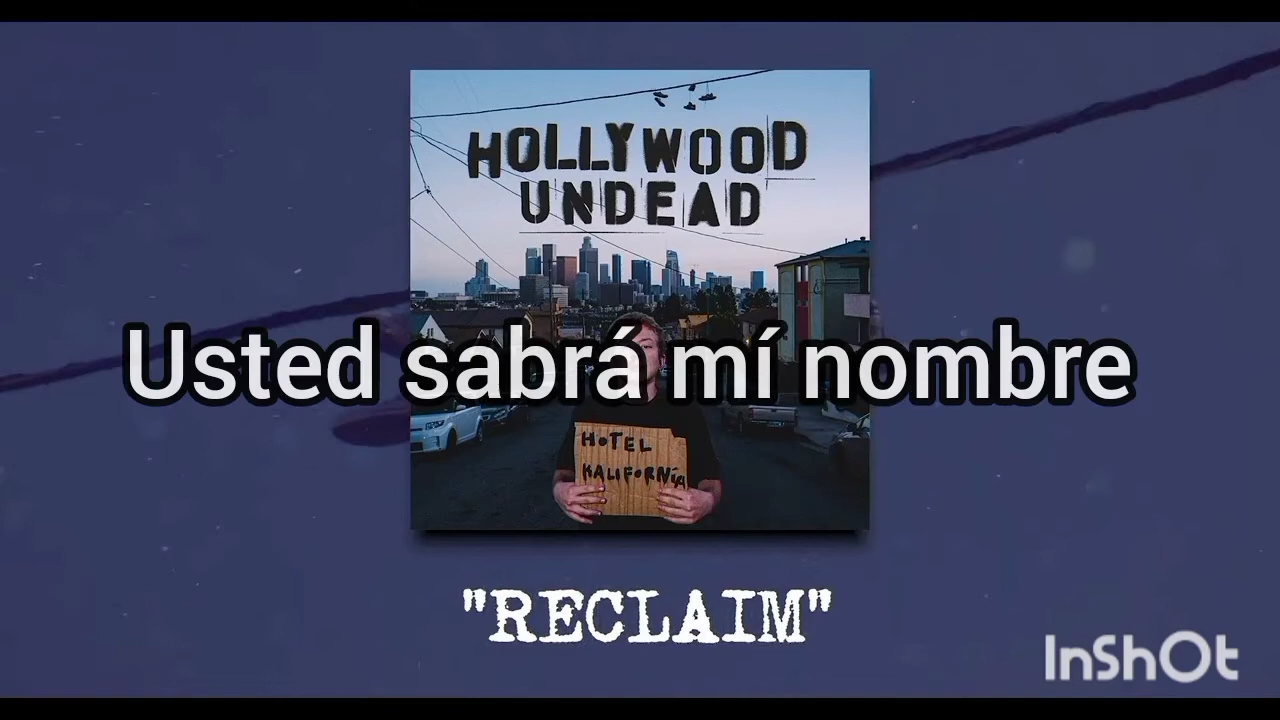 HOLLYWOOD
UNDEAD
Usted sabrá mí nombre
HOTEL
KALIFORNIA
"RECLAIM"
InShOt